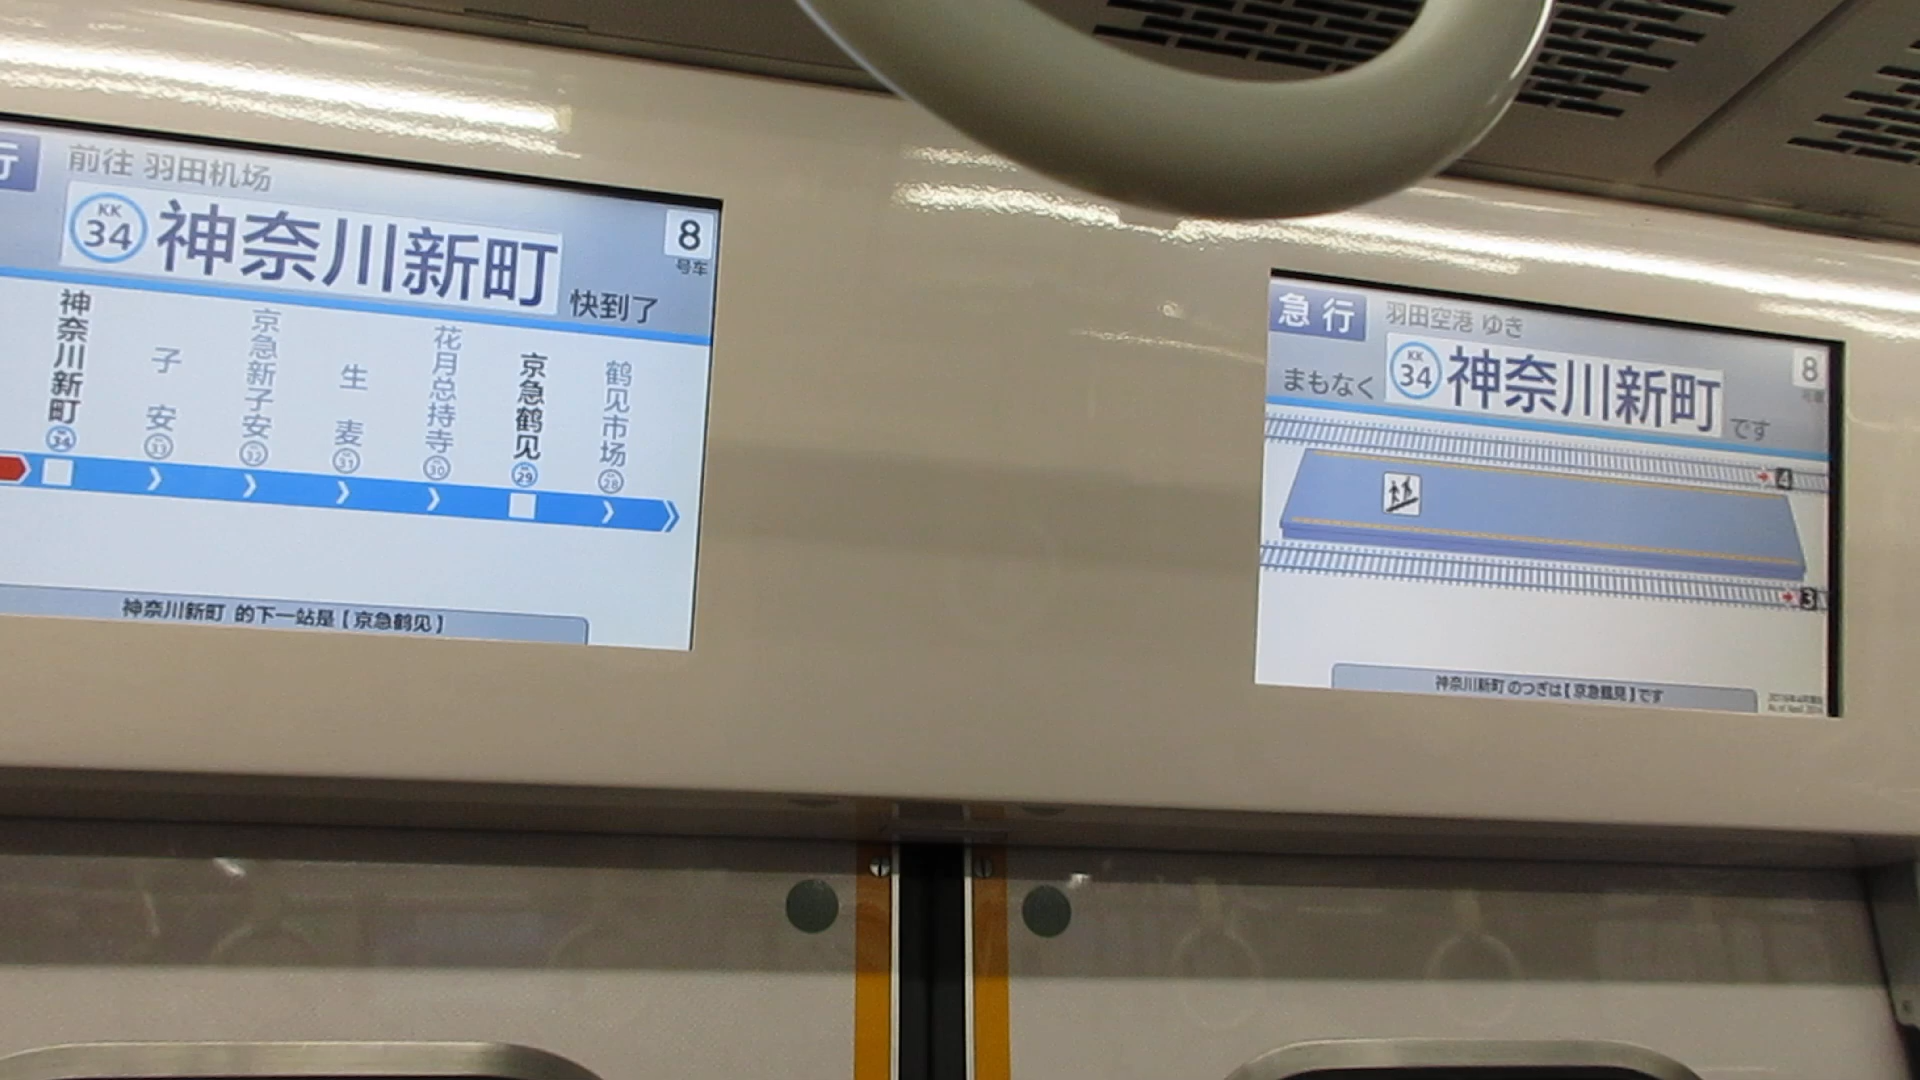 行
前往 羽田机场
KK
34
神奈川新町
快到了
8
号车
神奈川新町
34
子安
33
京急新子安
32
生麦
31
花月总持寺
30
京急鹤见
29
鹤见市场
28
神奈川新町 的下一站是【京急鹤见】
急行
羽田空港 ゆき
まもなく
KK
34
神奈川新町
です
8
4
3
神奈川新町 のつぎは【京急鶴見】です